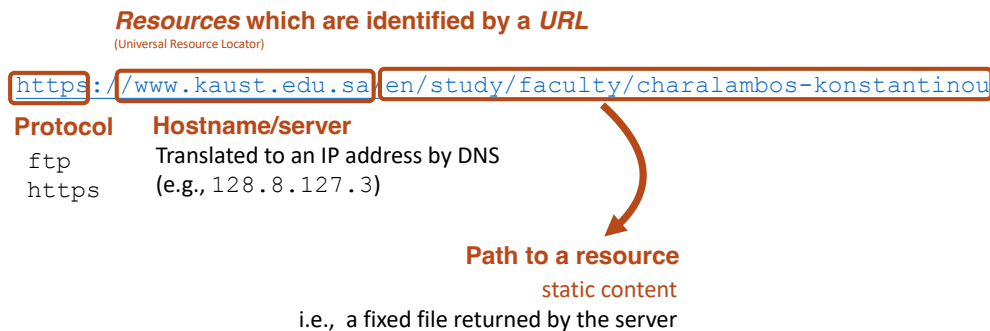 Resources which are identified by a URL
(Universal Resource Locator)
https://www.kaust.edu.sa/en/study/faculty/charalambos-konstantinou
Protocol Hostname/server
ftp Translated to an IP address by DNS
https (e.g., 128.8.127.3)
Path to a resource
static content
i.e., a fixed file returned by the server